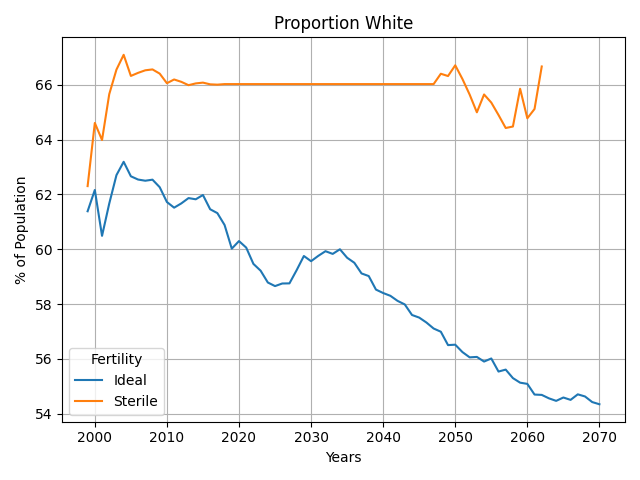 Proportion White
% of Population
66
64
62
60
58
56
54
Fertility
Ideal
Sterile
2000 2010 2020 2030 2040 2050 2060 2070
Years